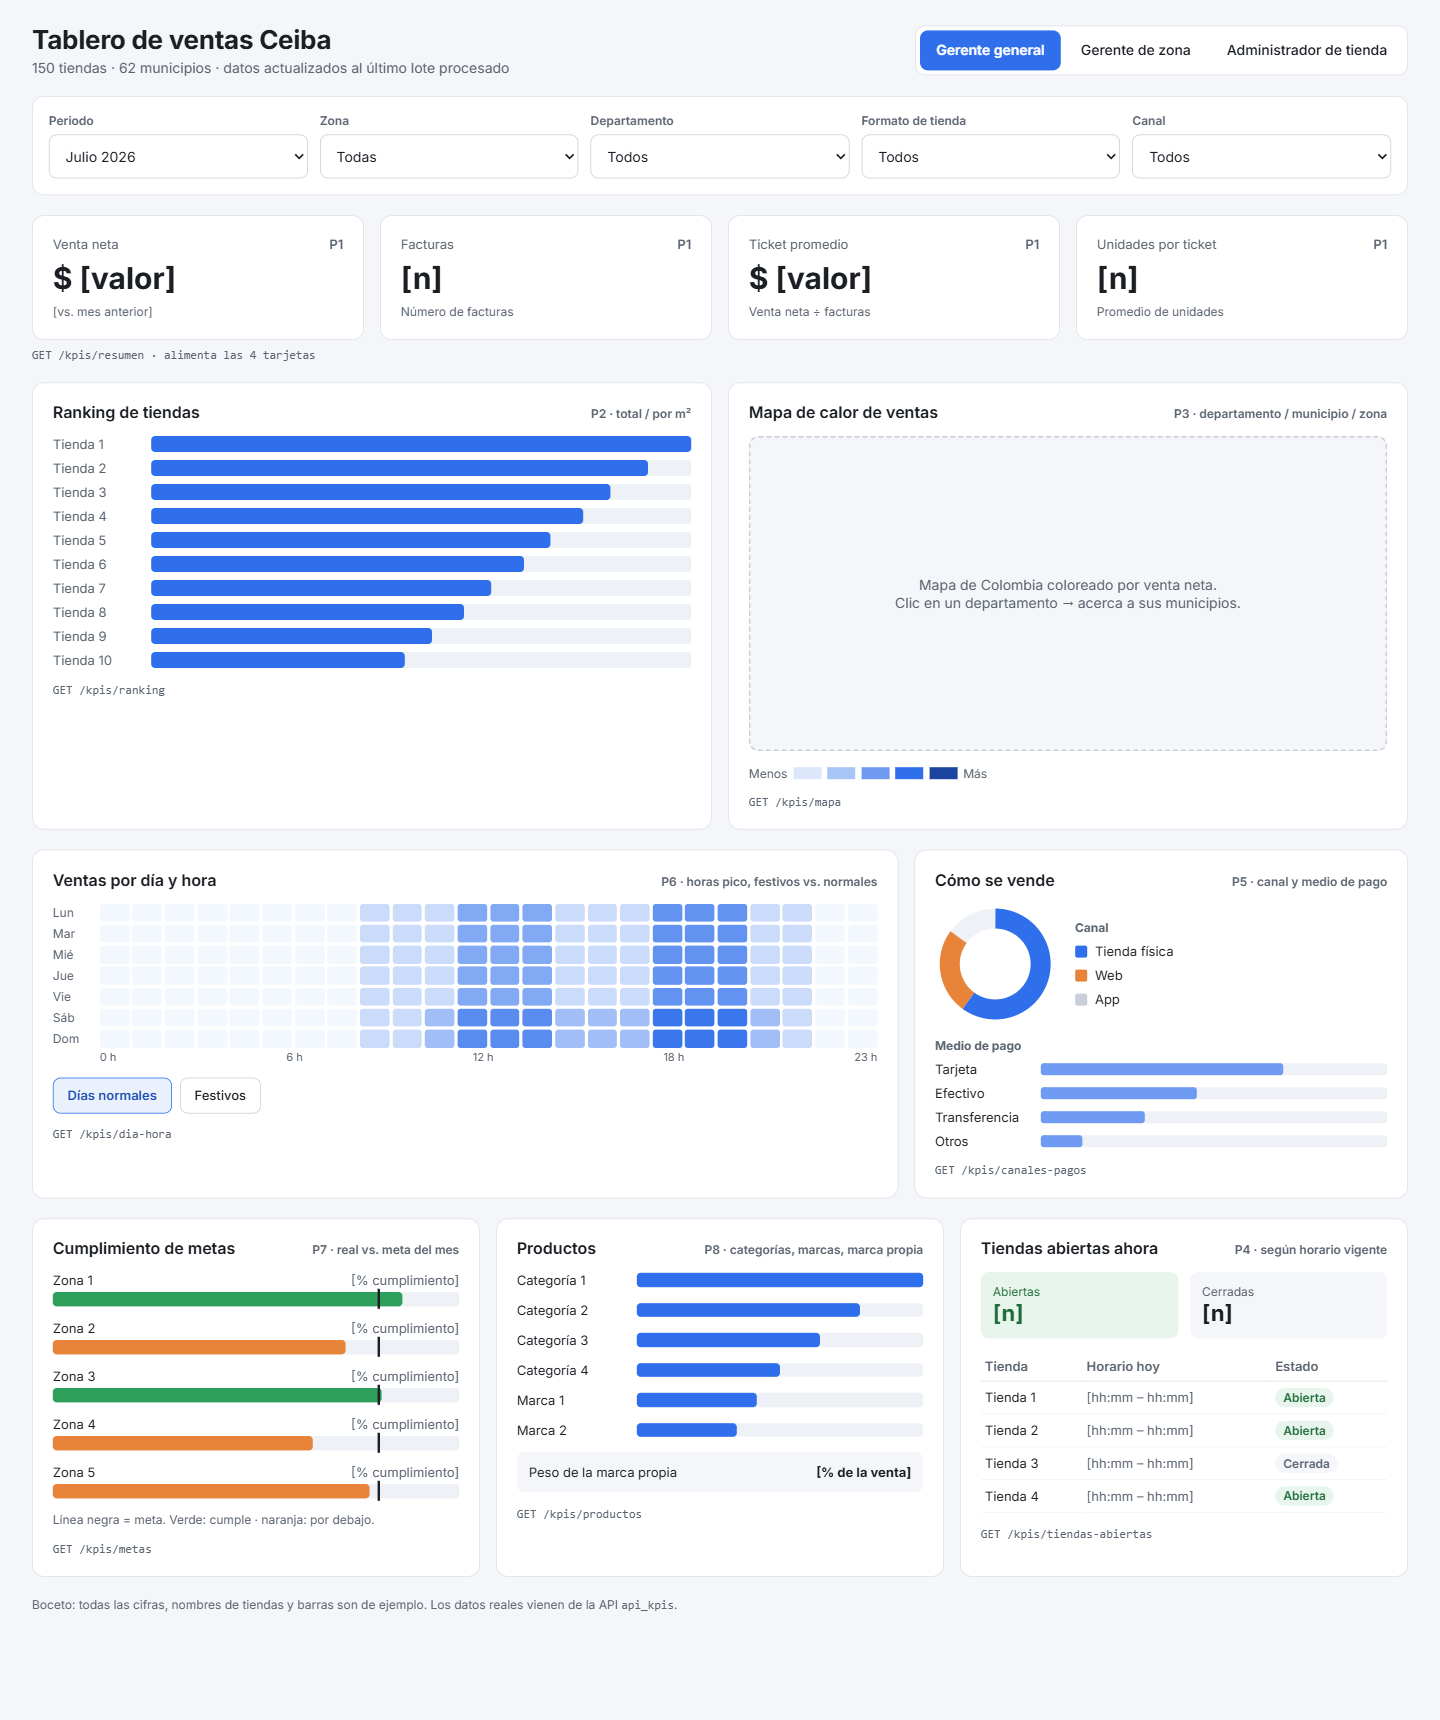 Tablero de ventas Ceiba
150 tiendas · 62 municipios · datos actualizados al último lote procesado
Gerente general
Gerente de zona
Administrador de tienda
Periodo
Zona
Departamento
Formato de tienda
Canal
Julio 2026
Todas
Todos
Todos
Todos
Venta neta P1
$ [valor]
[vs. mes anterior]
Facturas P1
[n]
Número de facturas
Ticket promedio P1
$ [valor]
Venta neta ÷ facturas
Unidades por ticket P1
[n]
Promedio de unidades
GET /kpis/resumen · alimenta las 4 tarjetas
Ranking de tiendas P2 · total / por m²
Tienda 1
Tienda 2
Tienda 3
Tienda 4
Tienda 5
Tienda 6
Tienda 7
Tienda 8
Tienda 9
Tienda 10
GET /kpis/ranking
Mapa de calor de ventas P3 · departamento / municipio / zona
Mapa de Colombia coloreado por venta neta.
Clic en un departamento → acerca a sus municipios.
Menos Más
GET /kpis/mapa
Ventas por día y hora P6 · horas pico, festivos vs. normales
Lun
Mar
Mié
Jue
Vie
Sáb
Dom
0 h 6 h 12 h 18 h 23 h
Días normales
Festivos
GET /kpis/dia-hora
Cómo se vende P5 · canal y medio de pago
Canal
Tienda física
Web
App
Medio de pago
Tarjeta
Efectivo
Transferencia
Otros
GET /kpis/canales-pagos
Cumplimiento de metas P7 · real vs. meta del mes
Zona 1 [% cumplimiento]
Zona 2 [% cumplimiento]
Zona 3 [% cumplimiento]
Zona 4 [% cumplimiento]
Zona 5 [% cumplimiento]
Línea negra = meta. Verde: cumple · naranja: por debajo.
GET /kpis/metas
Productos P8 · categorías, marcas, marca propia
Categoría 1
Categoría 2
Categoría 3
Categoría 4
Marca 1
Marca 2
Peso de la marca propia [% de la venta]
GET /kpis/productos
Tiendas abiertas ahora P4 · según horario vigente
Abiertas
[n]
Cerradas
[n]
Tienda Horario hoy Estado
Tienda 1 [hh:mm – hh:mm] Abierta
Tienda 2 [hh:mm – hh:mm] Abierta
Tienda 3 [hh:mm – hh:mm] Cerrada
Tienda 4 [hh:mm – hh:mm] Abierta
GET /kpis/tiendas-abiertas
Boceto: todas las cifras, nombres de tiendas y barras son de ejemplo. Los datos reales vienen de la API api_kpis.